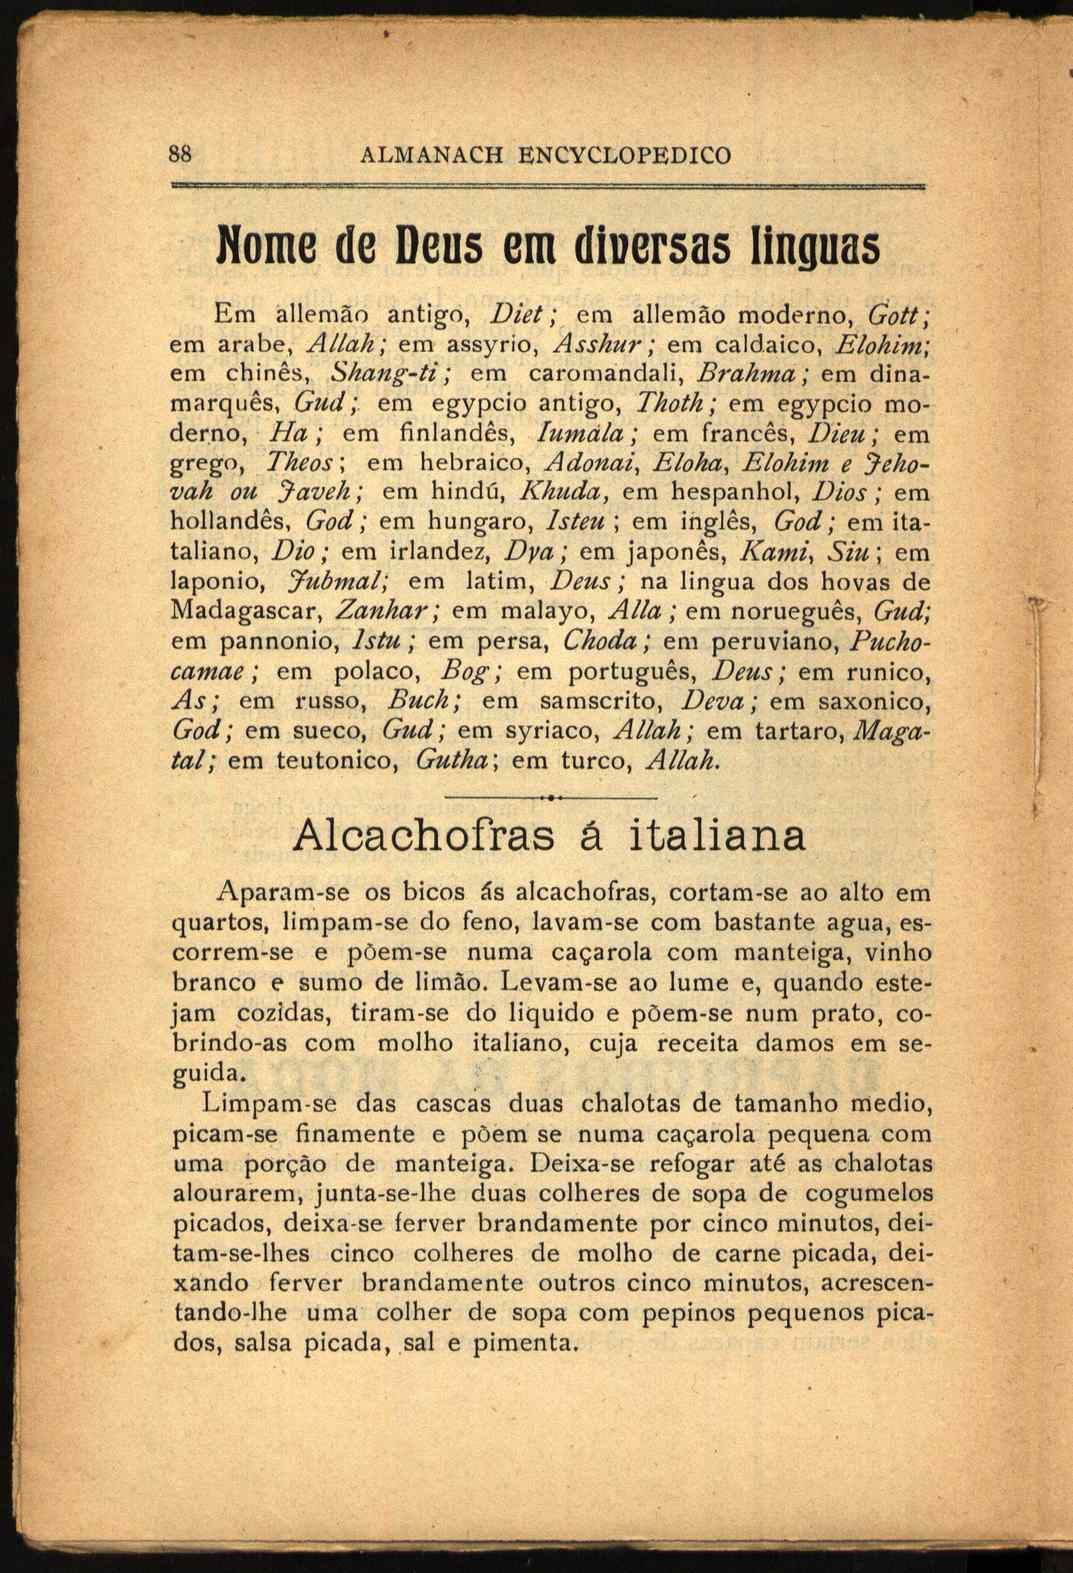 88 ALMANACH ENCYCLOPEDICO
Nome de Deus em diversas linguas
Em allemão antigo, Diet; em allemão moderno, Gott;
em arabe, Allah; em assyrio, Asshur; em caldaico, Elohim;
em chinês, Shang-ti; em caromandali, Brahma; em dina-
marquês, Gud; em egypcio antigo, Thoth; em egypcio mo-
derno, Ha; em finlandês, Iumala; em francês, Dieu; em
grego, Theos; em hebraico, Adonai, Eloha, Elohim e Jeho-
vah ou Javeh; em hindú, Khuda, em hespanhol, Dios; em
hollandês, God; em hungaro, Isteu; em inglês, God; em ita-
taliano, Dio; em irlandez, Dya; em japonês, Kami, Siu; em
laponio, Jubmal; em latim, Deus; na lingua dos hovas de
Madagascar, Zanhar; em malayo, Alla; em norueguês, Gud;
em pannonio, Istu; em persa, Choda; em peruviano, Pucho-
camae; em polaco, Bog; em português, Deus; em runico,
As; em russo, Buch; em samscrito, Deva; em saxonico,
God; em sueco, Gud; em syriaco, Allah; em tartaro, Maga-
tal; em teutonico, Gutha; em turco, Allah.
Alcachofras á italiana
Aparam-se os bicos ás alcachofras, cortam-se ao alto em
quartos, limpam-se do feno, lavam-se com bastante agua, es-
correm-se e põem-se numa caçarola com manteiga, vinho
branco e sumo de limão. Levam-se ao lume e, quando este-
jam cozidas, tiram-se do liquido e põem-se num prato, co-
brindo-as com molho italiano, cuja receita damos em se-
guida.
Limpam-se das cascas duas chalotas de tamanho medio,
picam-se finamente e põem se numa caçarola pequena com
uma porção de manteiga. Deixa-se refogar até as chalotas
alourarem, junta-se-lhe duas colheres de sopa de cogumelos
picados, deixa-se ferver brandamente por cinco minutos, dei-
tam-se-lhes cinco colheres de molho de carne picada, dei-
xando ferver brandamente outros cinco minutos, acrescen-
tando-lhe uma colher de sopa com pepinos pequenos pica-
dos, salsa picada, sal e pimenta.